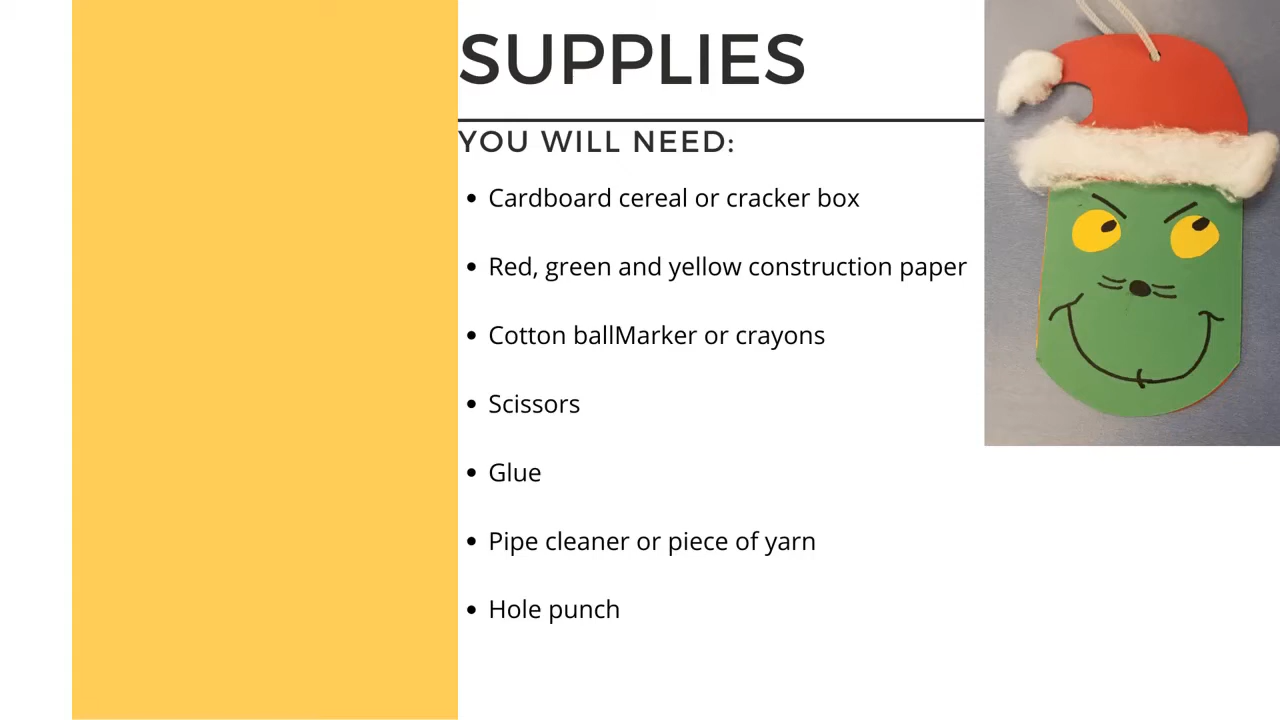 SUPPLIES
YOU WILL NEED:
• Cardboard cereal or cracker box
• Red, green and yellow construction paper
• Cotton ballMarker or crayons
• Scissors
• Glue
• Pipe cleaner or piece of yarn
• Hole punch